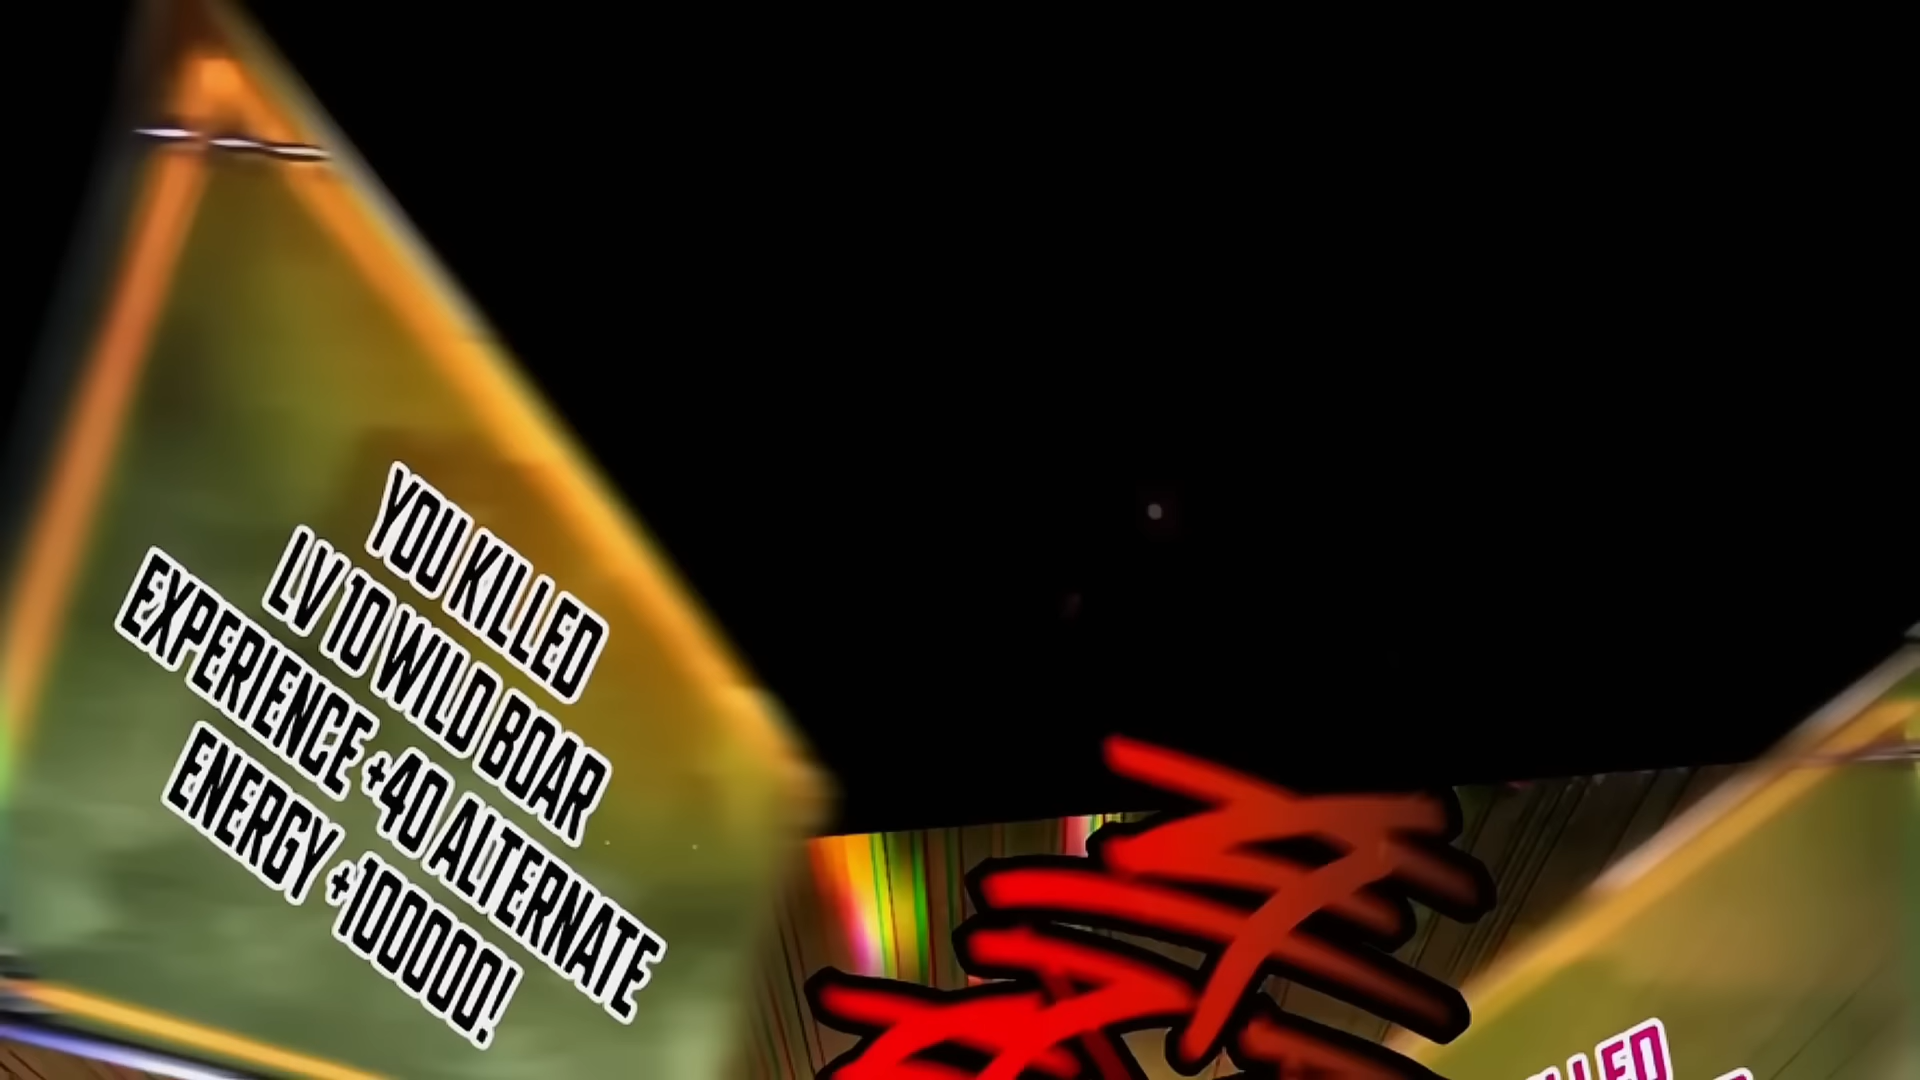 YOU KILLED
LV 10 WILD BOAR
EXPERIENCE +40 ALTERNATE
ENERGY +100000!